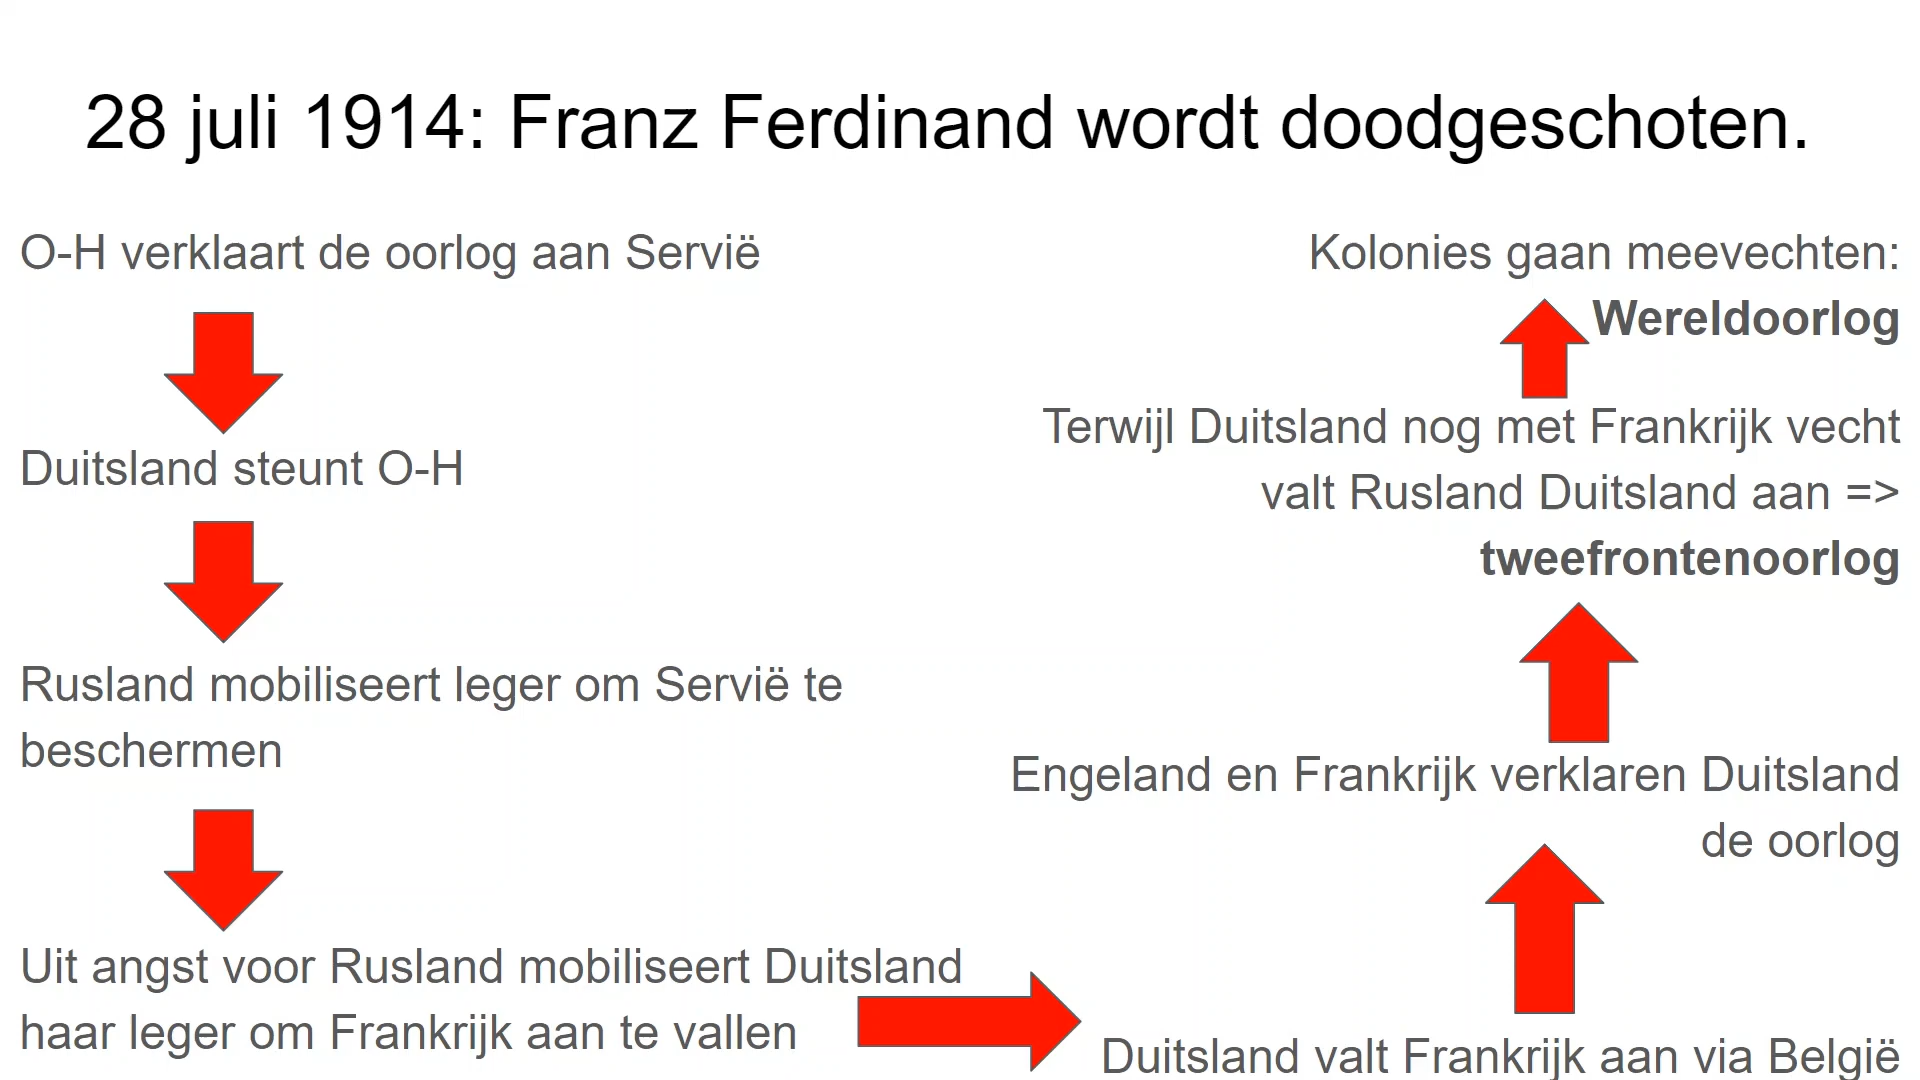 28 juli 1914: Franz Ferdinand wordt doodgeschoten.
O-H verklaart de oorlog aan Servië
Duitsland steunt O-H
Rusland mobiliseert leger om Servië te
beschermen
Uit angst voor Rusland mobiliseert Duitsland
haar leger om Frankrijk aan te vallen
Duitsland valt Frankrijk aan via België
Engeland en Frankrijk verklaren Duitsland
de oorlog
Terwijl Duitsland nog met Frankrijk vecht
valt Rusland Duitsland aan =>
tweefrontenoorlog
Kolonies gaan meevechten:
Wereldoorlog